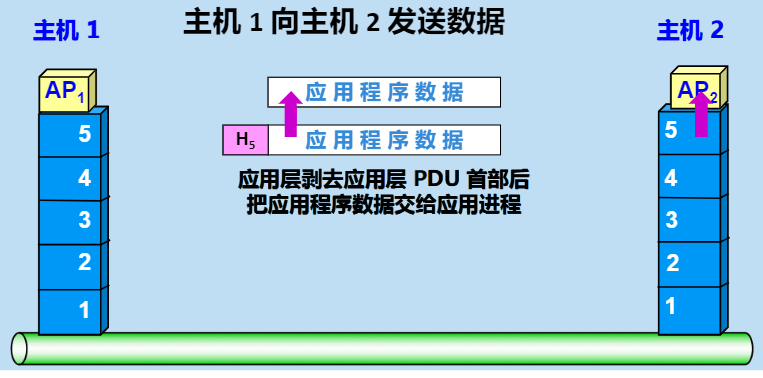 主机 1 向主机 2 发送数据
主机 1
主机 2
AP1
AP2
应 用 程 序 数 据
H5 应 用 程 序 数 据
应用层剥去应用层 PDU 首部后
把应用程序数据交给应用进程
5
4
3
2
1
5
4
3
2
1